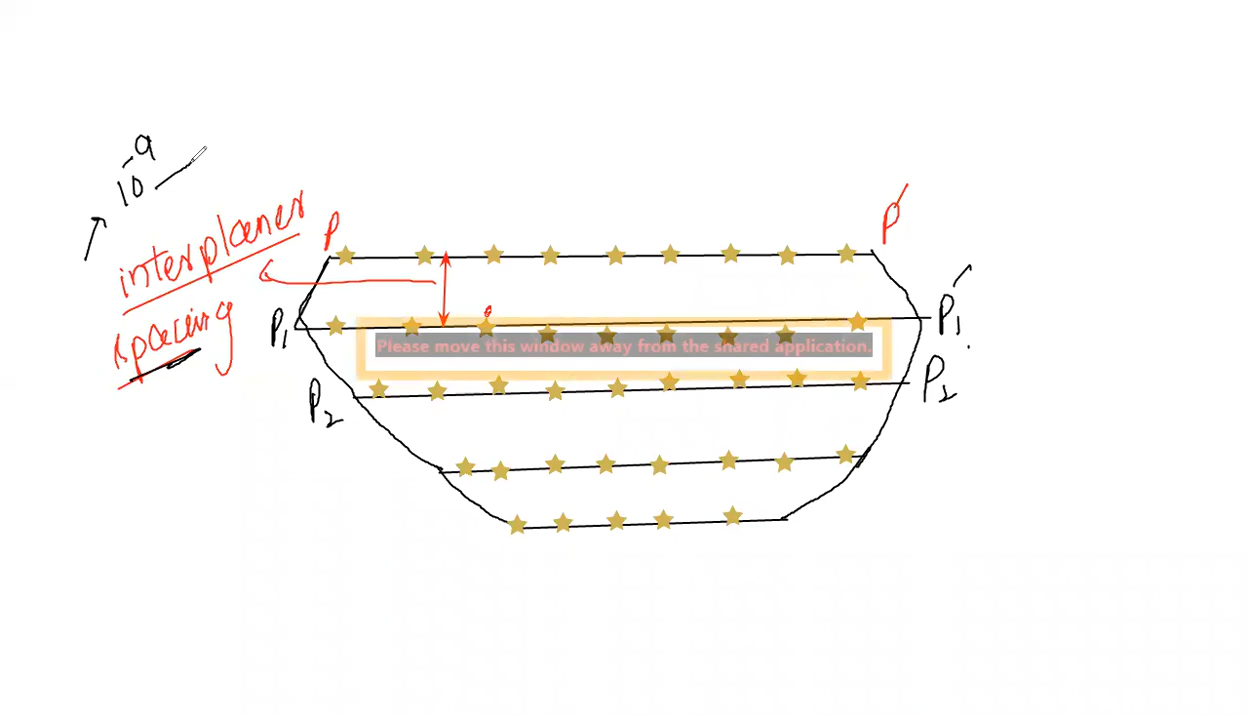 10⁻⁹
interplaner
spacing
P P'
P₁ P₁'
Please move this window away from the shared application.
P₂ P₂'